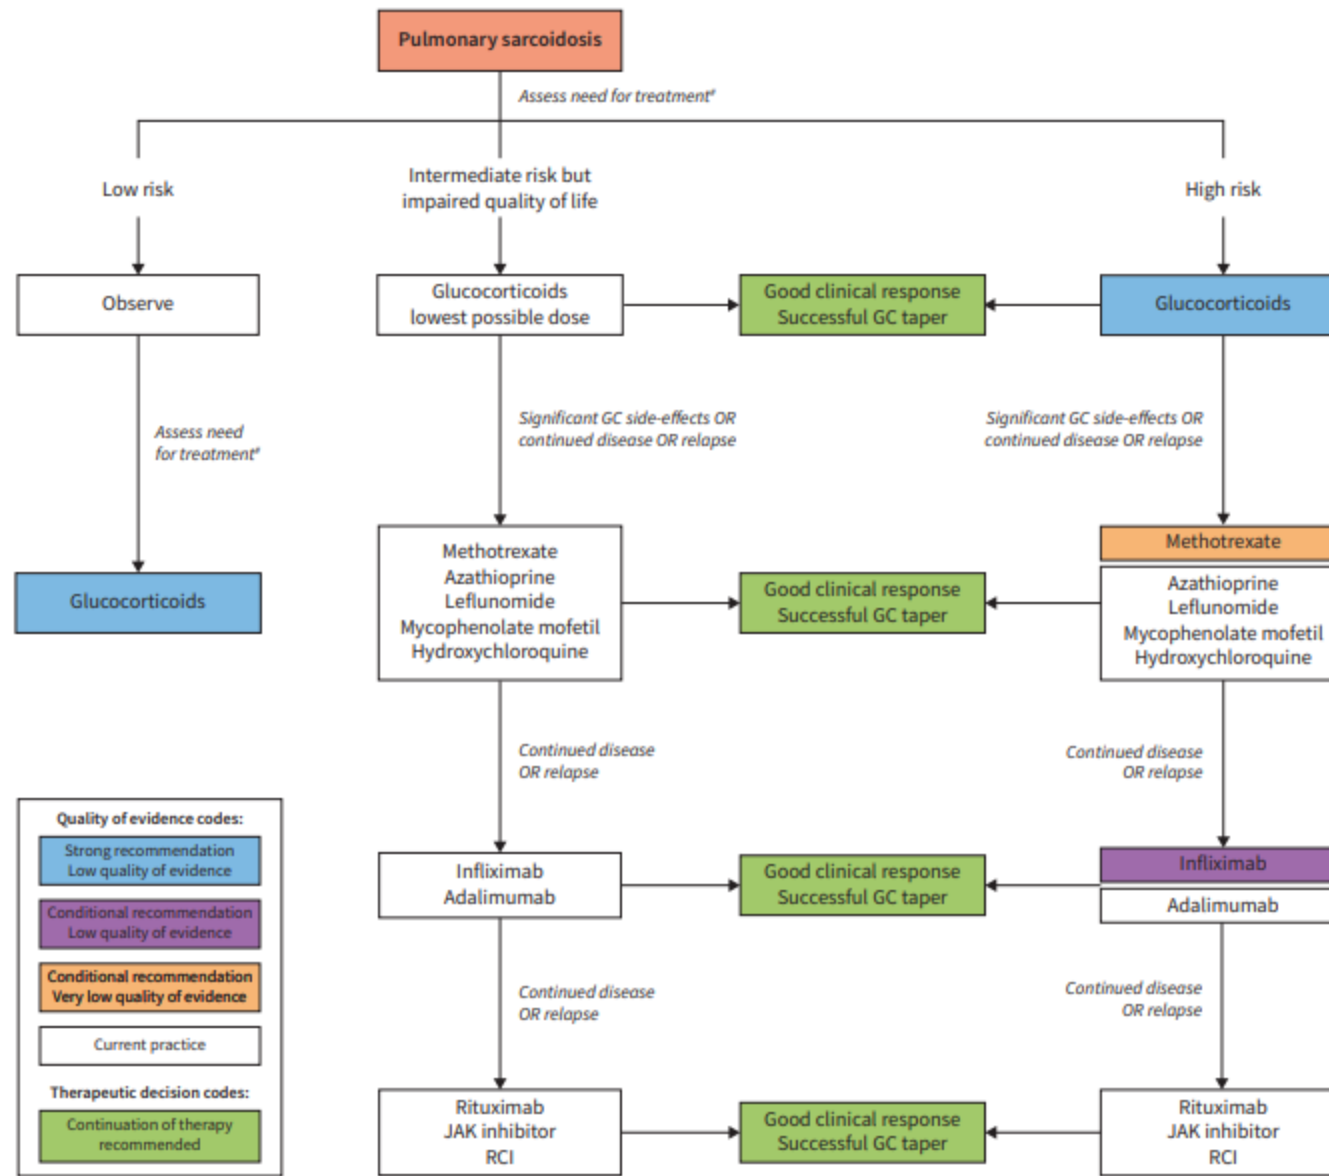 Pulmonary sarcoidosis
Assess need for treatment#
Low risk
Intermediate risk but
impaired quality of life
High risk
Observe
Glucocorticoids
lowest possible dose
Good clinical response
Successful GC taper
Glucocorticoids
Assess need
for treatment#
Significant GC side-effects OR
continued disease OR relapse
Significant GC side-effects OR
continued disease OR relapse
Glucocorticoids
Methotrexate
Azathioprine
Leflunomide
Mycophenolate mofetil
Hydroxychloroquine
Good clinical response
Successful GC taper
Methotrexate
Azathioprine
Leflunomide
Mycophenolate mofetil
Hydroxychloroquine
Continued disease
OR relapse
Continued disease
OR relapse
Infliximab
Adalimumab
Good clinical response
Successful GC taper
Infliximab
Adalimumab
Continued disease
OR relapse
Continued disease
OR relapse
Rituximab
JAK inhibitor
RCI
Good clinical response
Successful GC taper
Rituximab
JAK inhibitor
RCI
Quality of evidence codes:
Strong recommendation
Low quality of evidence
Conditional recommendation
Low quality of evidence
Conditional recommendation
Very low quality of evidence
Current practice
Therapeutic decision codes:
Continuation of therapy
recommended